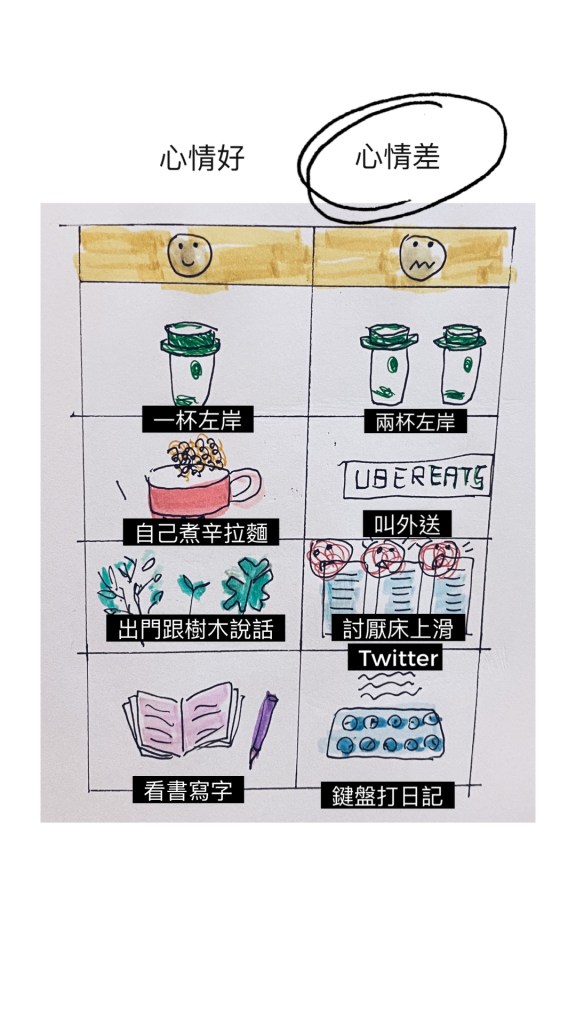 心情好
心情差
一杯左岸
兩杯左岸
自己煮辛拉麵
UBEREATS
叫外送
出門跟樹木說話
討厭床上滑
Twitter
看書寫字
鍵盤打日記